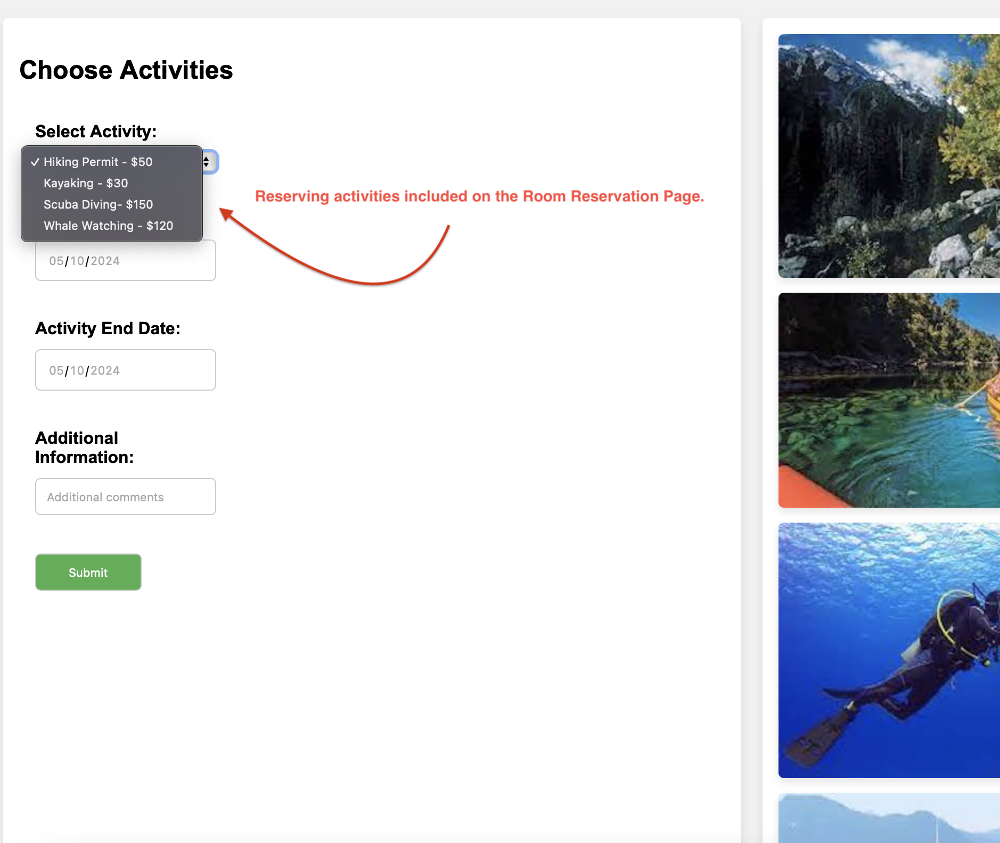 Choose Activities
Select Activity:
✓ Hiking Permit - $50
Kayaking - $30
Scuba Diving- $150
Whale Watching - $120
Reserving activities included on the Room Reservation Page.
05/10/2024
Activity End Date:
05/10/2024
Additional
Information:
Additional comments
Submit